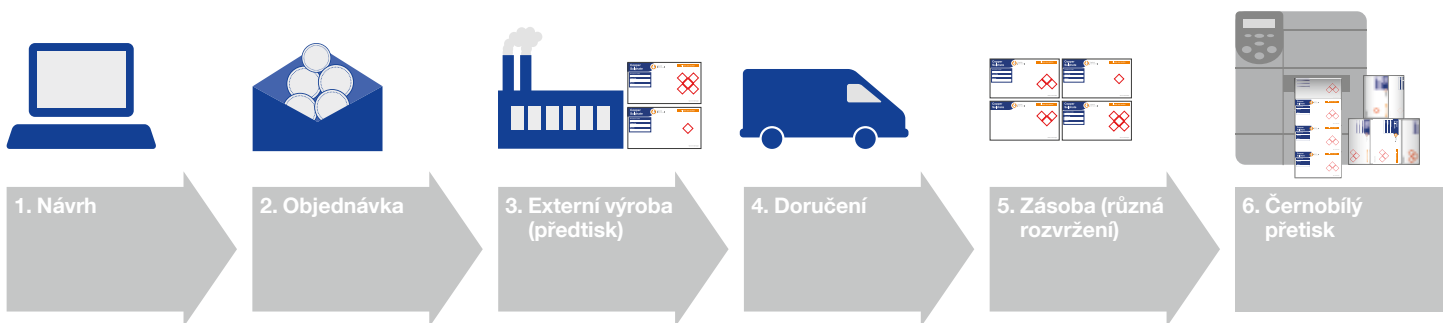 1. Návrh
2. Objednávka
3. Externí výroba
(předtisk)
4. Doručení
5. Zásoba (různá
rozvržení)
6. Černobílý
přetisk